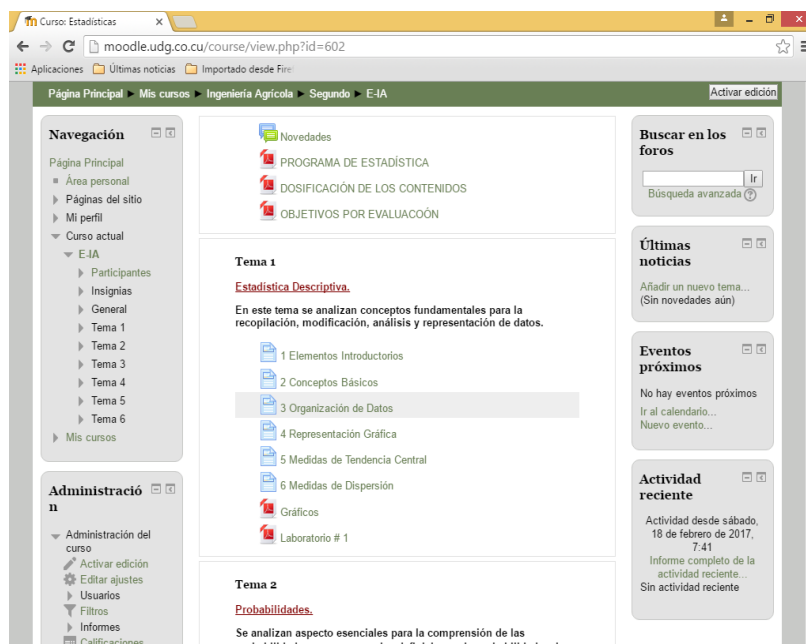 Curso: Estadísticas
moodle.udg.co.cu/course/view.php?id=602
Aplicaciones Últimas noticias Importado desde Fire
Página Principal ► Mis cursos ► Ingeniería Agrícola ► Segundo ► E-IA
Activar edición
Navegación
Página Principal
Área personal
Páginas del sitio
Mi perfil
Curso actual
E-IA
Participantes
Insignias
General
Tema 1
Tema 2
Tema 3
Tema 4
Tema 5
Tema 6
Mis cursos
Administració
n
Administración del
curso
Activar edición
Editar ajustes
Usuarios
Filtros
Informes
Calificaciones
Novedades
PROGRAMA DE ESTADÍSTICA
DOSIFICACIÓN DE LOS CONTENIDOS
OBJETIVOS POR EVALUACOÓN
Tema 1
Estadística Descriptiva.
En este tema se analizan conceptos fundamentales para la
recopilación, modificación, análisis y representación de datos.
1 Elementos Introductorios
2 Conceptos Básicos
3 Organización de Datos
4 Representación Gráfica
5 Medidas de Tendencia Central
6 Medidas de Dispersión
Gráficos
Laboratorio # 1
Tema 2
Probabilidades.
Se analizan aspecto esenciales para la comprensión de las
Buscar en los
foros
Ir
Búsqueda avanzada
Últimas
noticias
Añadir un nuevo tema...
(Sin novedades aún)
Eventos
próximos
No hay eventos próximos
Ir al calendario...
Nuevo evento...
Actividad
reciente
Actividad desde sábado,
18 de febrero de 2017,
7:41
Informe completo de la
actividad reciente...
Sin actividad reciente